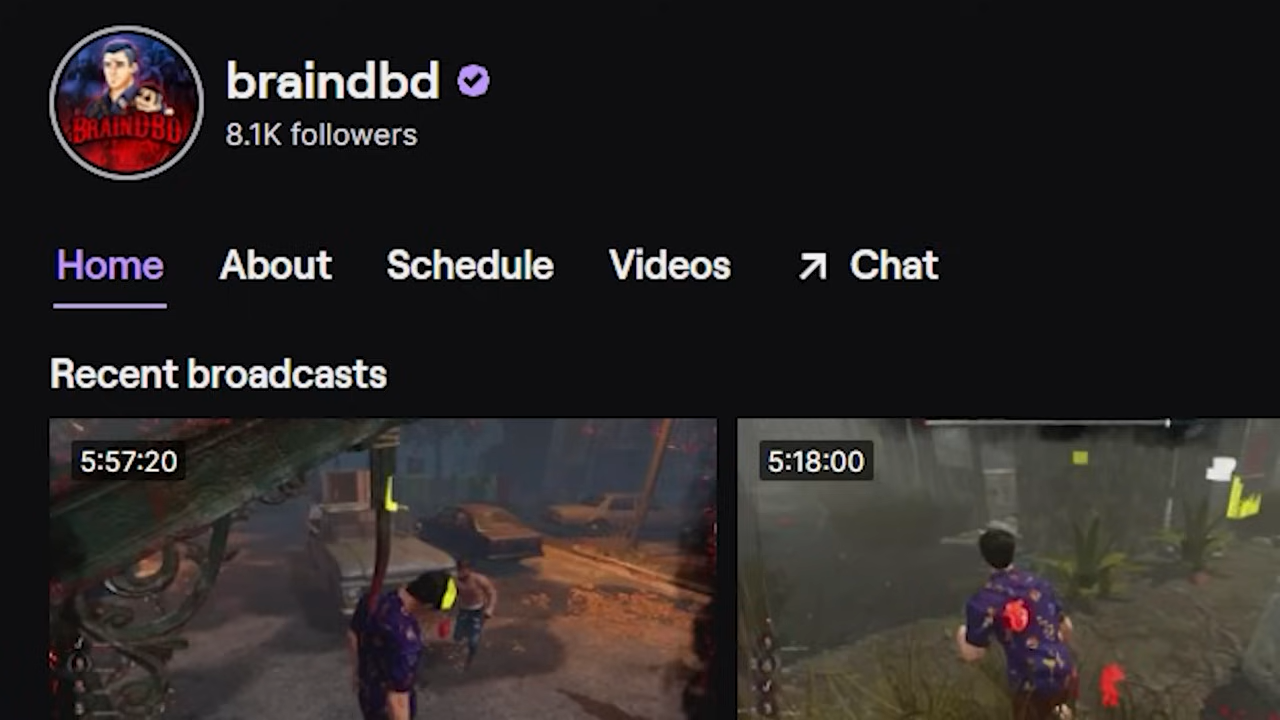 BRAINDBD
braindbd
8.1K followers
Home About Schedule Videos Chat
Recent broadcasts
5:57:20 5:18:00